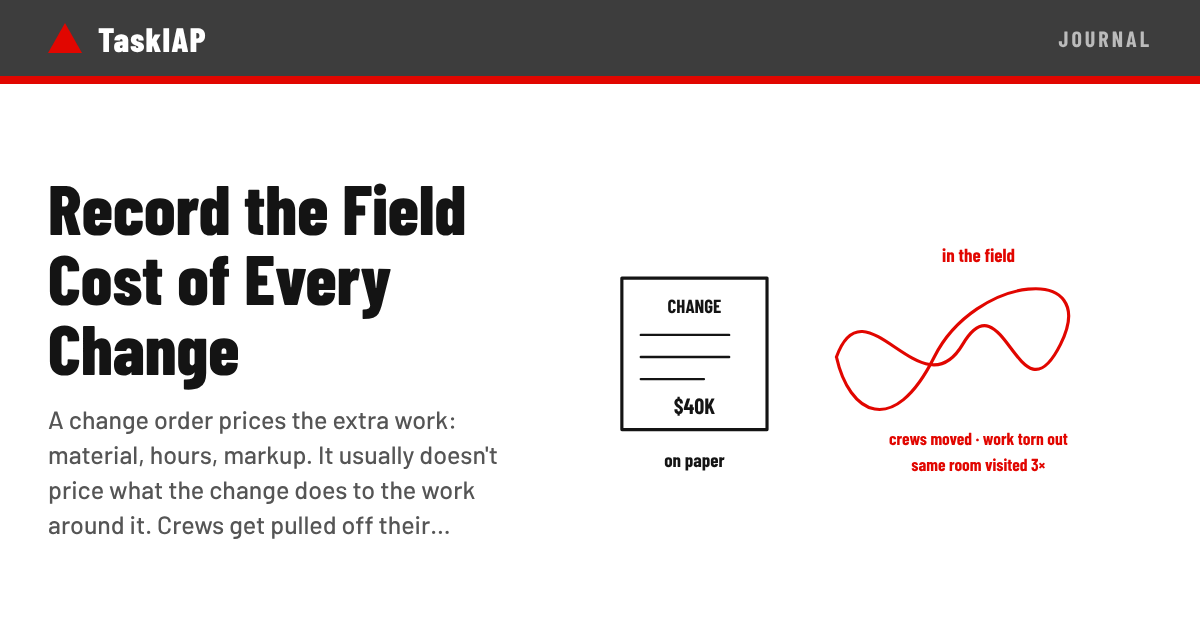 TaskIAP
JOURNAL
Record the Field
Cost of Every
Change
A change order prices the extra work:
material, hours, markup. It usually doesn't
price what the change does to the work
around it. Crews get pulled off their...
CHANGE
$40K
on paper
in the field
crews moved · work torn out
same room visited 3×